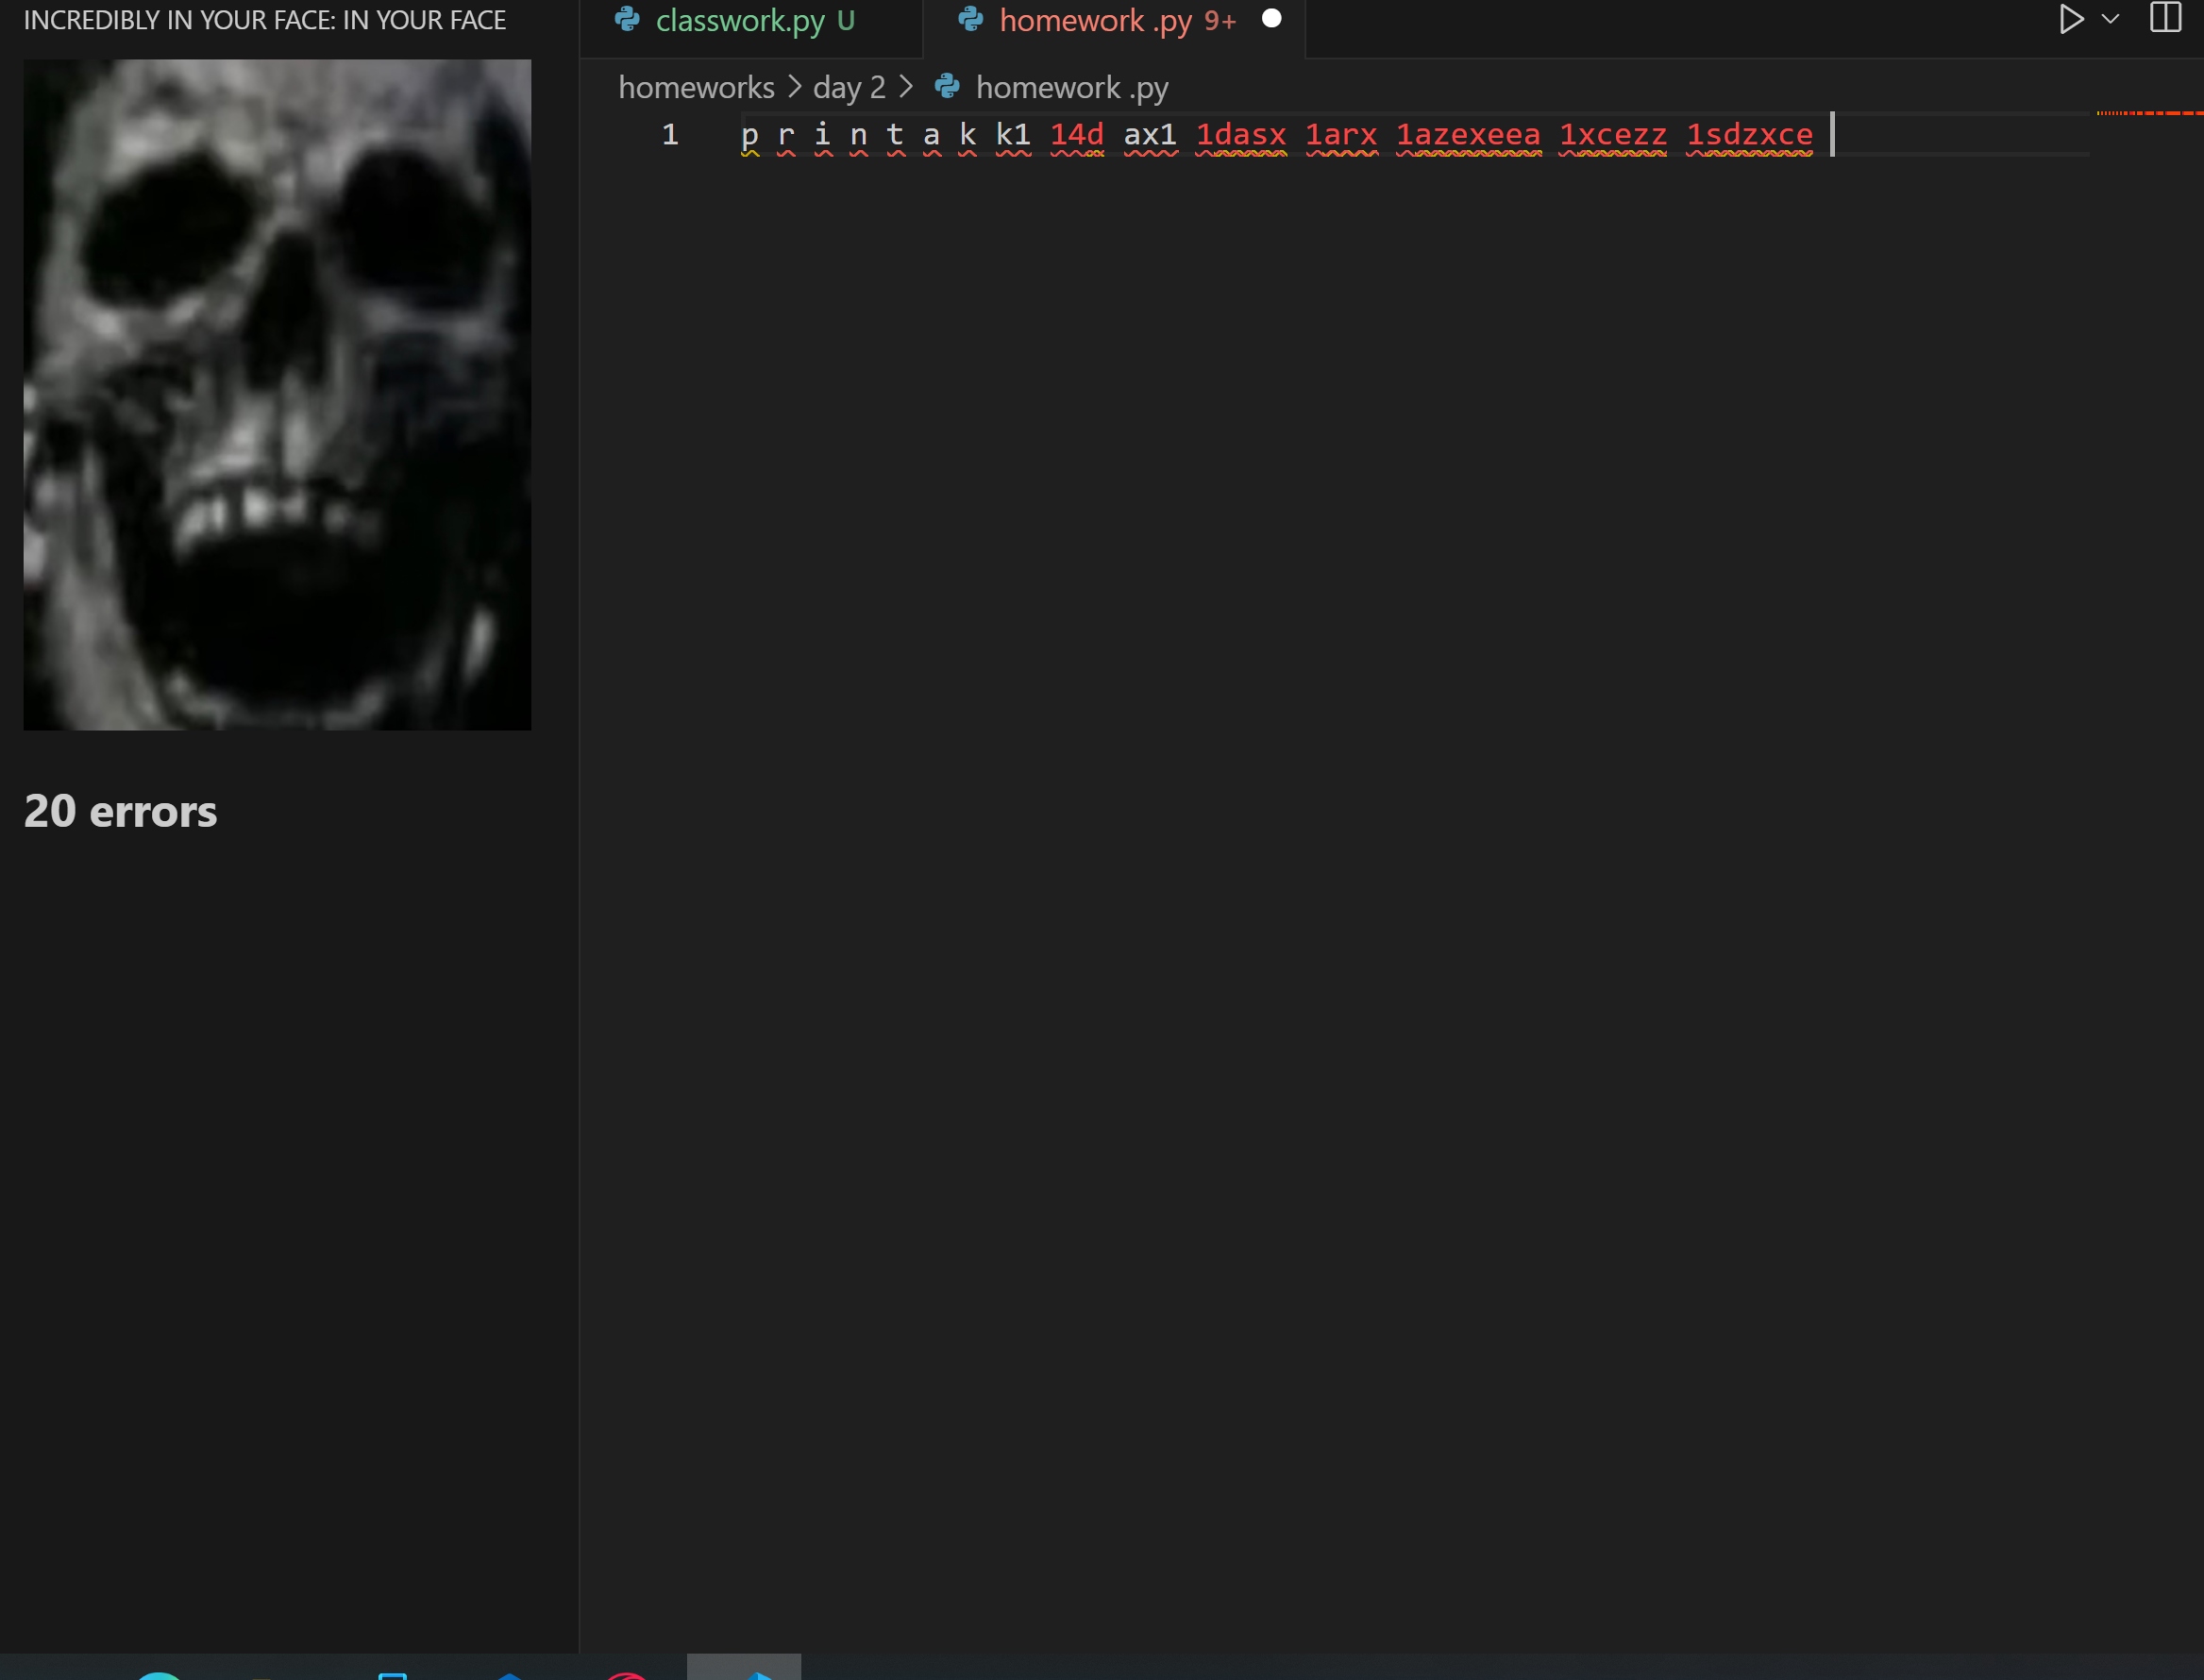 INCREDIBLY IN YOUR FACE: IN YOUR FACE
20 errors
classwork.py U
homework .py 9+
homeworks > day 2 > homework .py
1 p r i n t a k k1 14d ax1 1dasx 1arx 1azexeea 1xcezz 1sdzxce